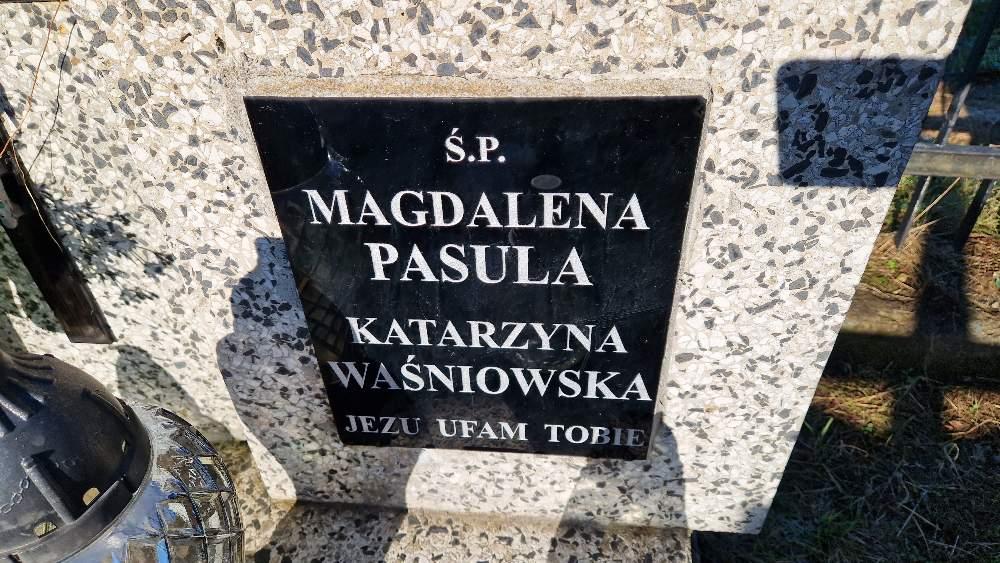 Ś.P.
MAGDALENA
PASULA
KATARZYNA
WAŚNIOWSKA
JEZU UFAM TOBIE